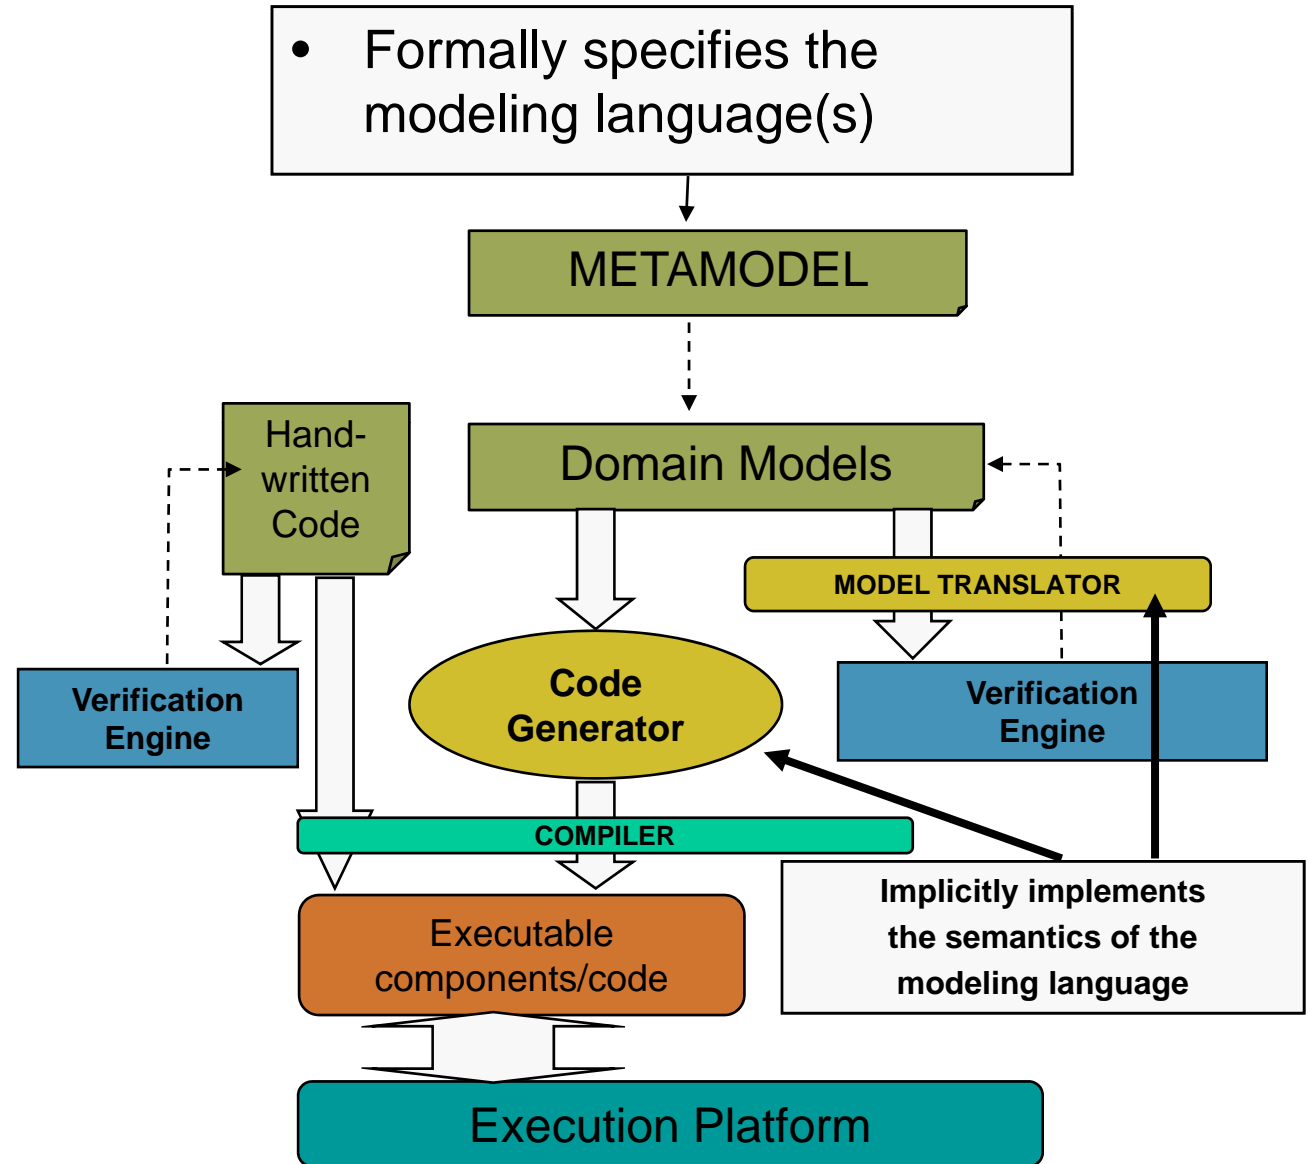 • Formally specifies the
modeling language(s)
METAMODEL
Hand-
written
Code
Domain Models
MODEL TRANSLATOR
Verification
Engine
Code
Generator
Verification
Engine
COMPILER
Implicitly implements
the semantics of the
modeling language
Executable
components/code
Execution Platform